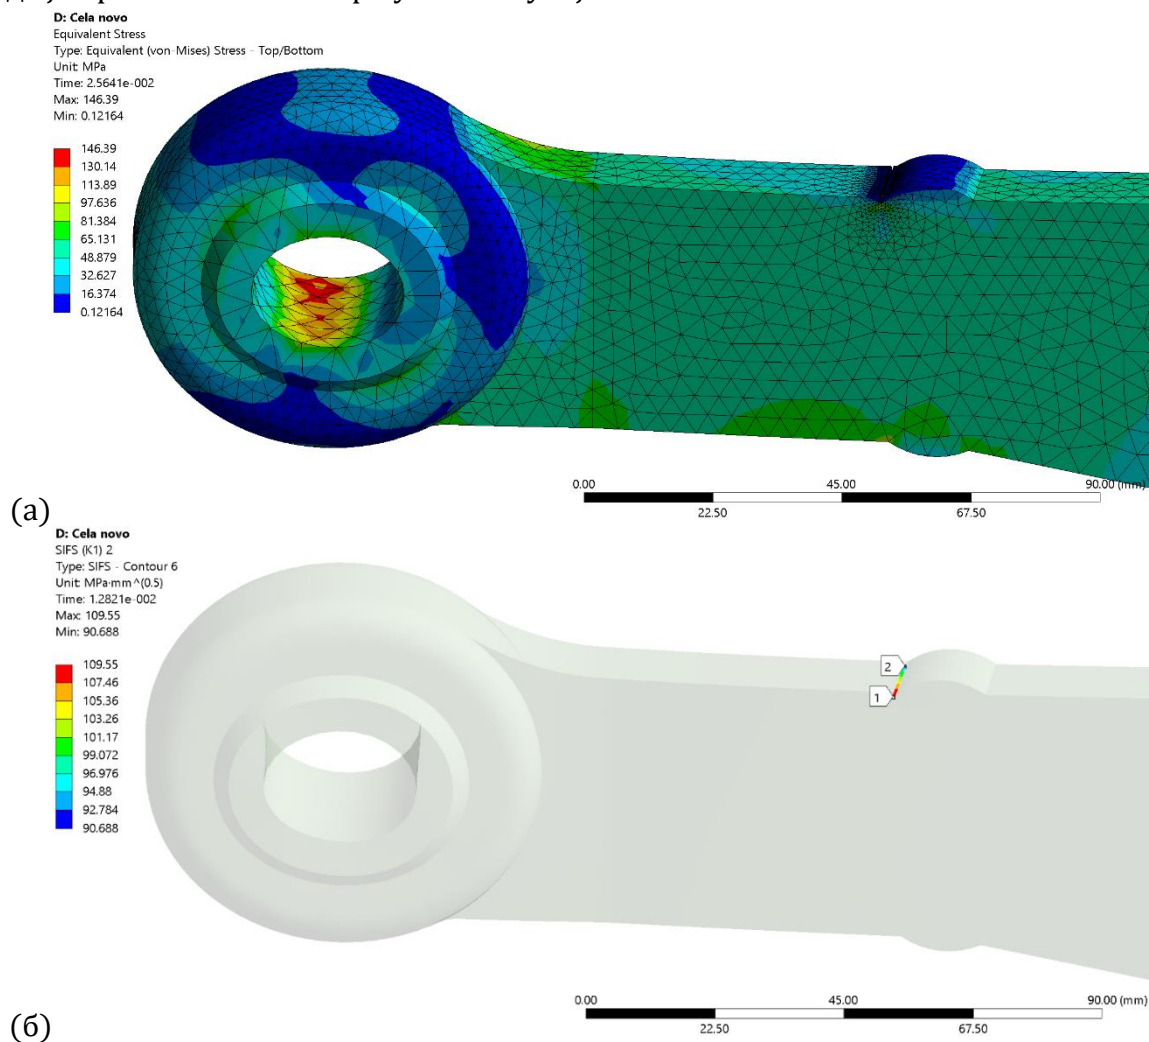 D: Cela novo
Equivalent Stress
Type: Equivalent (von-Mises) Stress - Top/Bottom
Unit: MPa
Time: 2.5641e-002
Max: 146.39
Min: 0.12164
146.39
130.14
113.89
97.636
81.384
65.131
48.879
32.627
16.374
0.12164
0.00
45.00
90.00 (mm)
22.50
67.50
(а)
D: Cela novo
SIFS (K1) 2
Type: SIFS - Contour 6
Unit: MPa·mm^(0.5)
Time: 1.2821e-002
Max: 109.55
Min: 90.688
109.55
107.46
105.36
103.26
101.17
99.072
96.976
94.88
92.784
90.688
2
1
0.00
45.00
90.00 (mm)
22.50
67.50
(б)